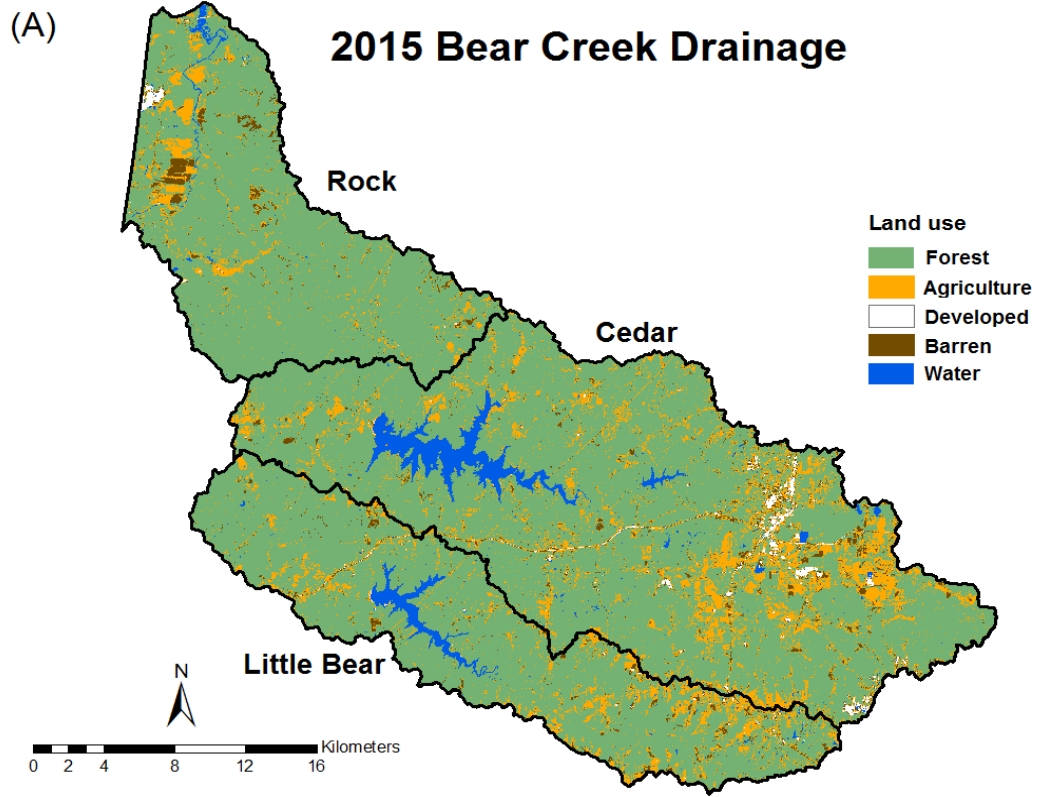 (A)
2015 Bear Creek Drainage
Rock
Land use
Forest
Agriculture
Developed
Barren
Water
Cedar
Little Bear
N
Kilometers
0 2 4 8 12 16